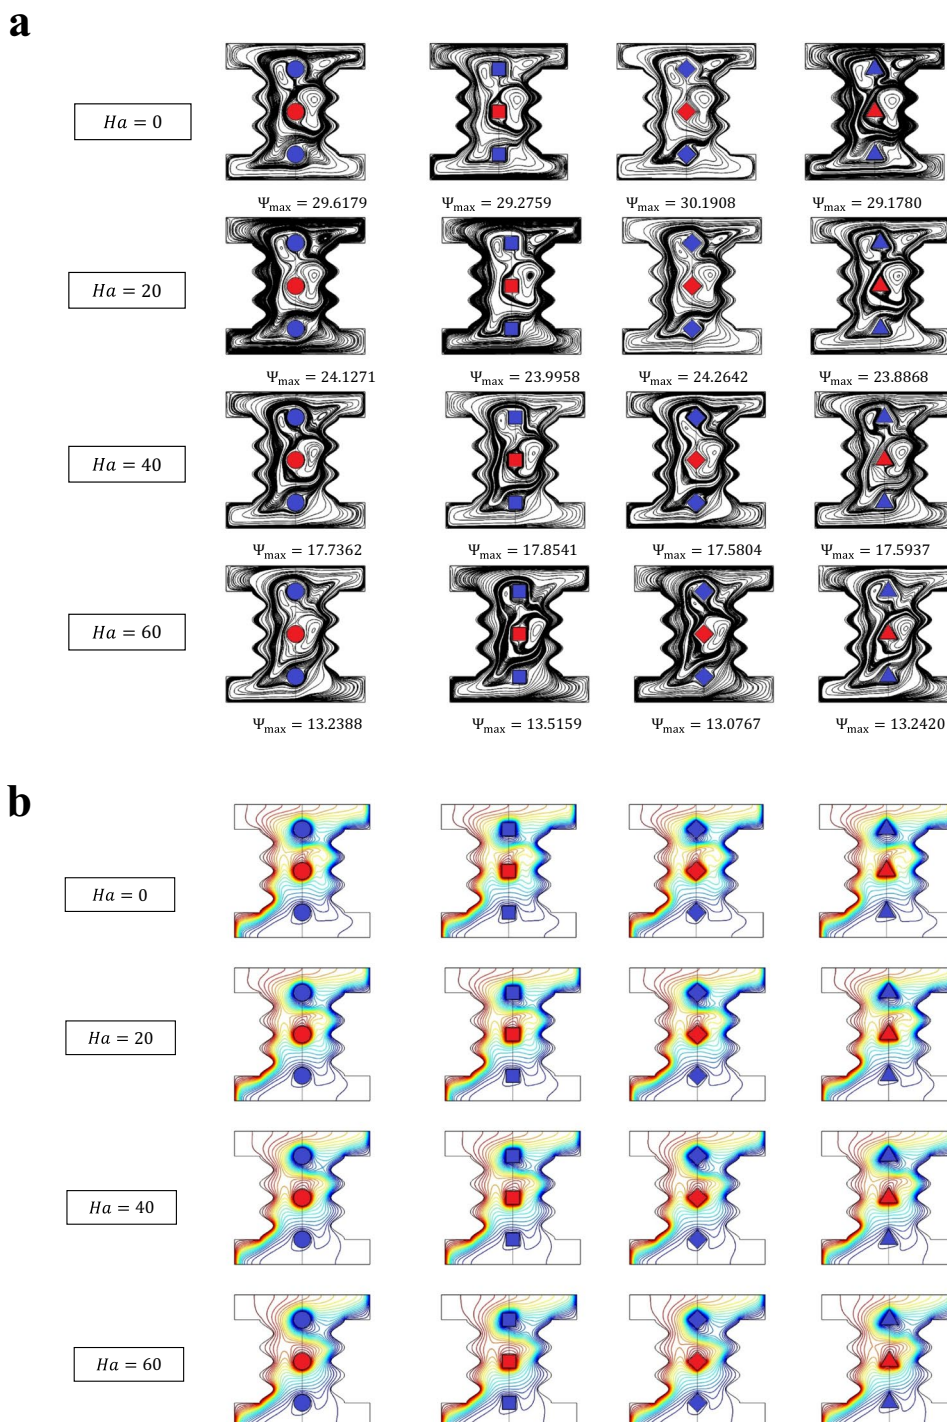 a
Ha = 0
Ψmax = 29.6179 Ψmax = 29.2759 Ψmax = 30.1908 Ψmax = 29.1780
Ha = 20
Ψmax = 24.1271 Ψmax = 23.9958 Ψmax = 24.2642 Ψmax = 23.8868
Ha = 40
Ψmax = 17.7362 Ψmax = 17.8541 Ψmax = 17.5804 Ψmax = 17.5937
Ha = 60
Ψmax = 13.2388 Ψmax = 13.5159 Ψmax = 13.0767 Ψmax = 13.2420
b
Ha = 0
Ha = 20
Ha = 40
Ha = 60